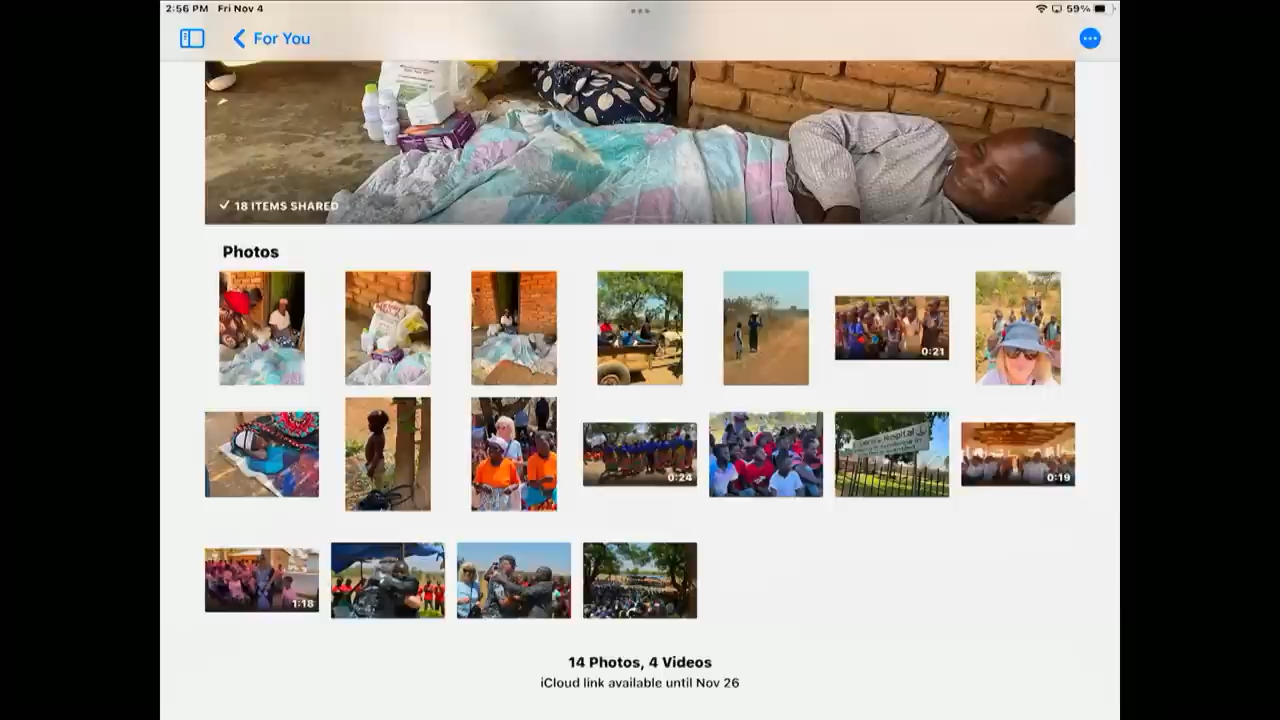 2:56 PM Fri Nov 4
59%
For You
✓ 18 ITEMS SHARED
Photos
0:21
0:24
Hospital
0:19
1:18
14 Photos, 4 Videos
iCloud link available until Nov 26